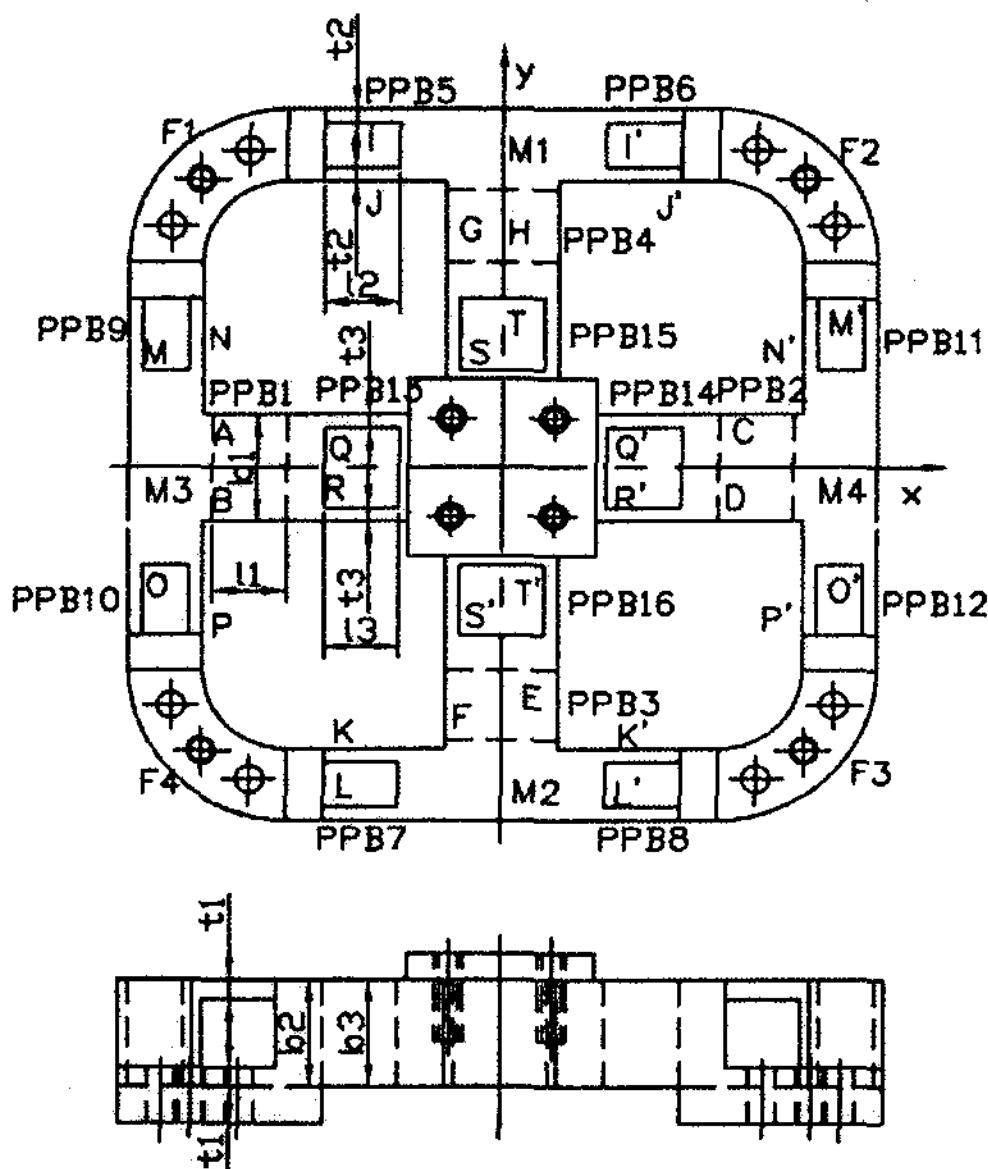 t2
y
PPB5 PPB6
F1 I M1 I' F2
J J'
G H PPB4
t2
l2
PPB9 M N t3 S T PPB15 N' M' PPB11
PPB1 PPB13 PPB14 PPB2
A Q Q' C
b1
M3 B R R' D M4 x
PPB10 O l1 t3 S' T' PPB16 O' PPB12
P l3 P'
F E PPB3
K K'
F4 L M2 L' F3
PPB7 PPB8
t1
b2 b3
t1